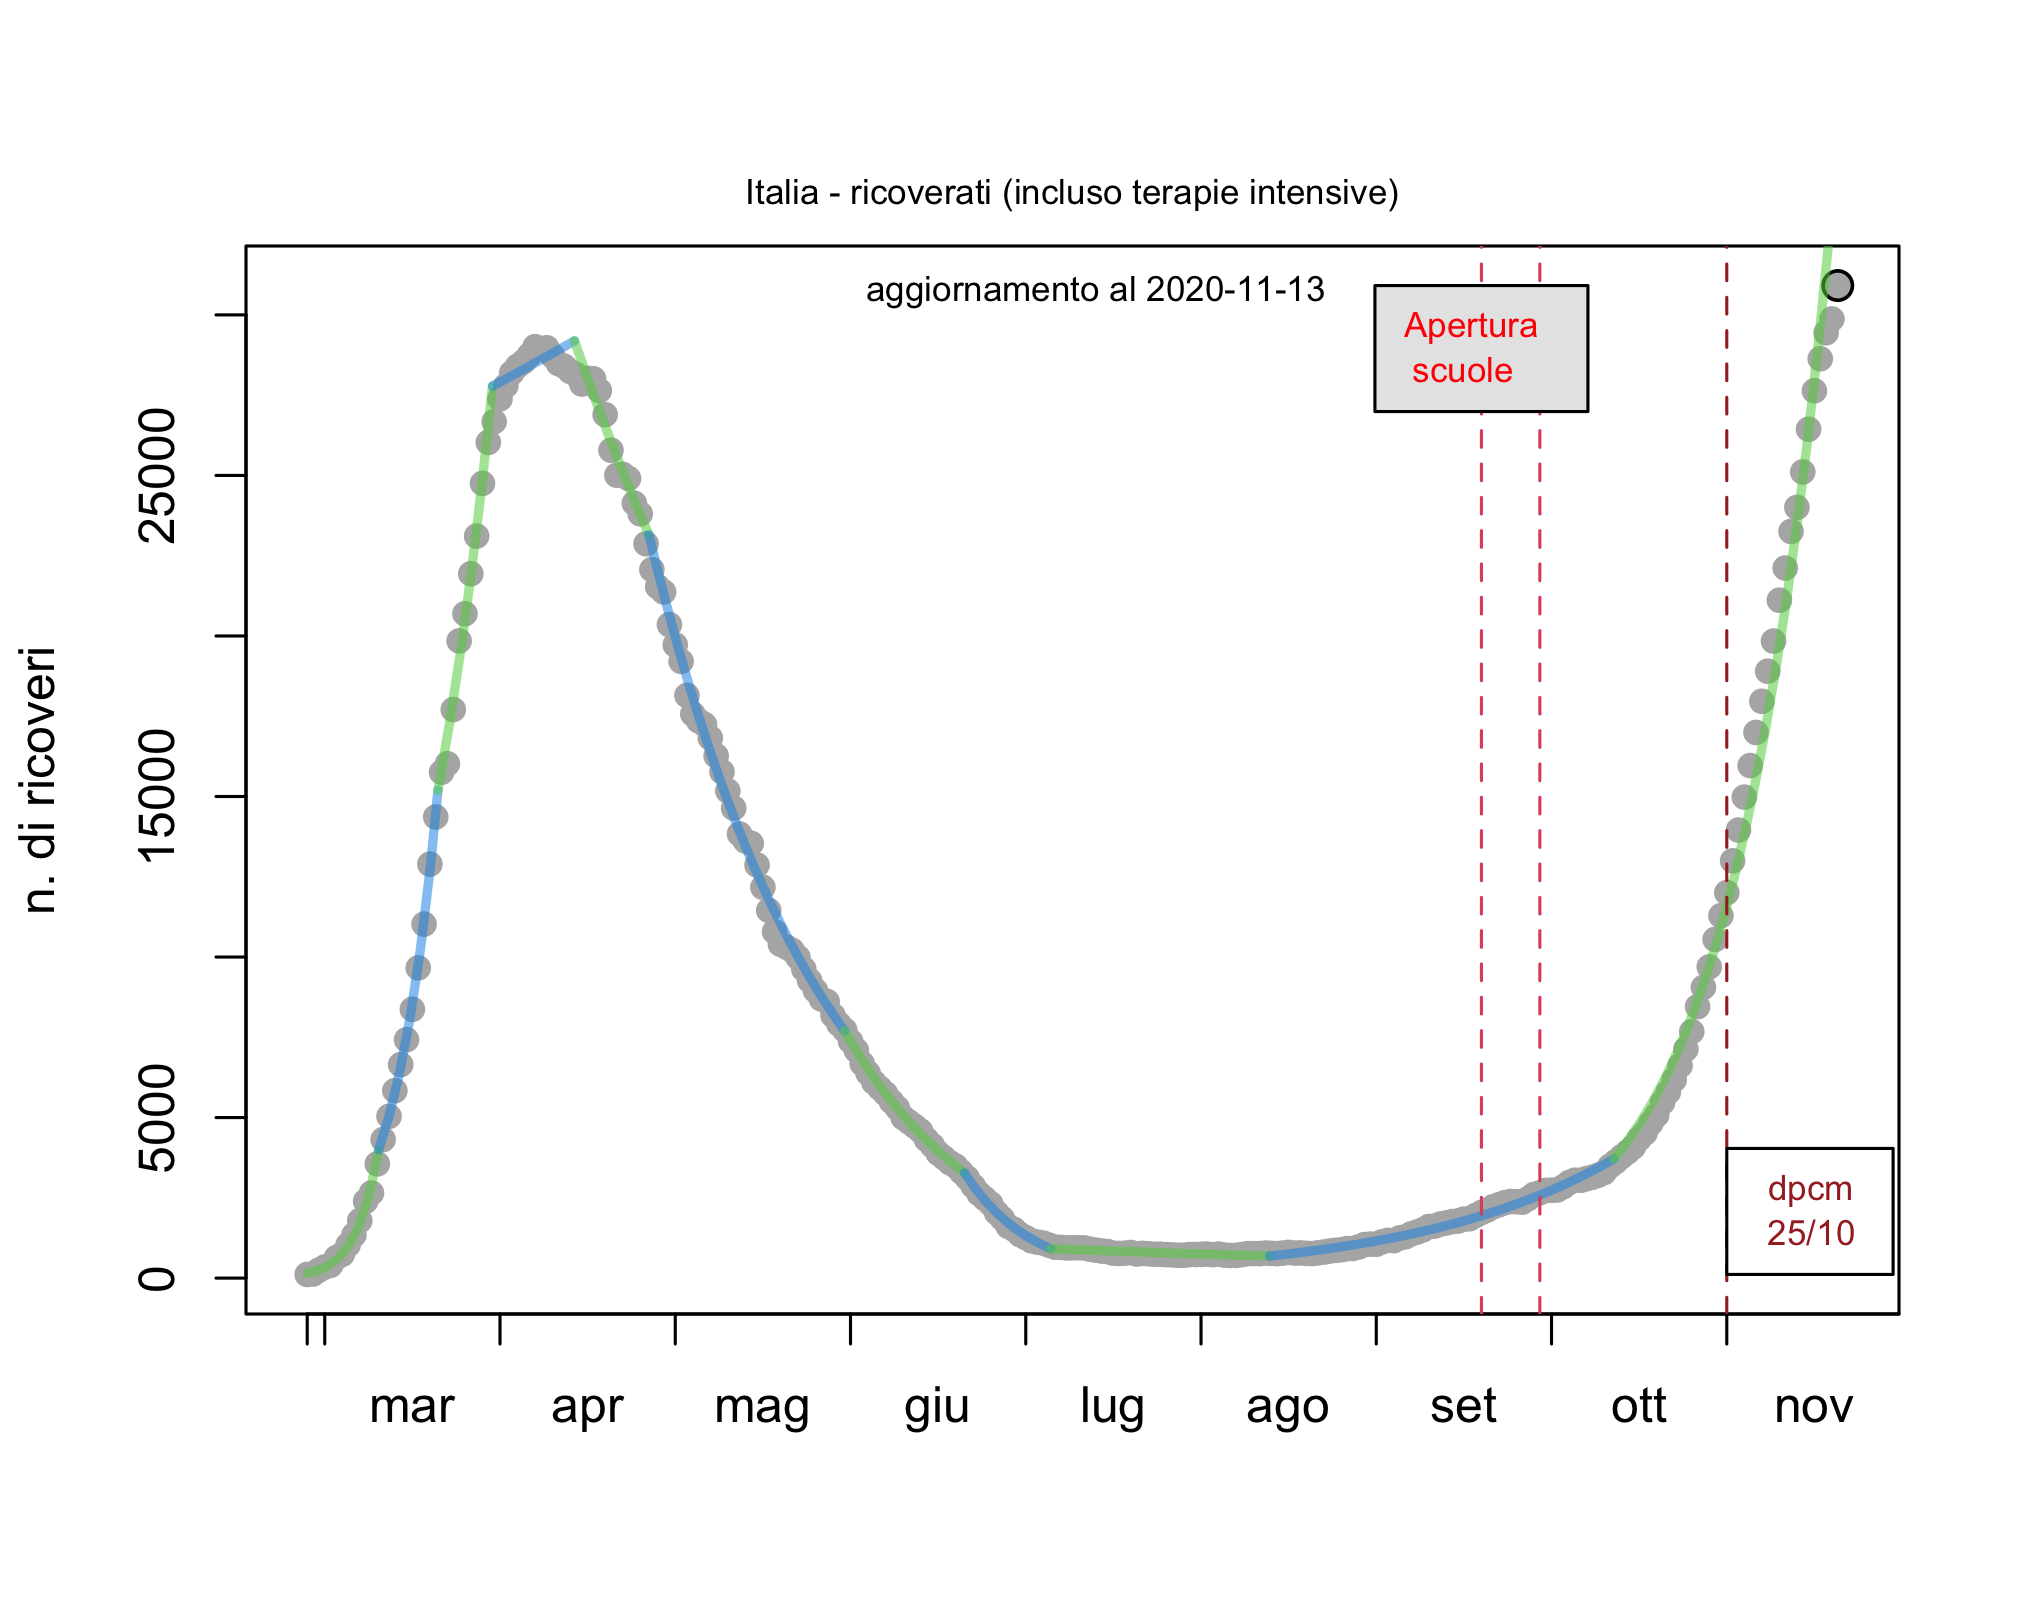 Italia - ricoverati (incluso terapie intensive)
aggiornamento al 2020-11-13
Apertura
scuole
n. di ricoveri
25000
15000
5000
0
dpcm
25/10
mar apr mag giu lug ago set ott nov